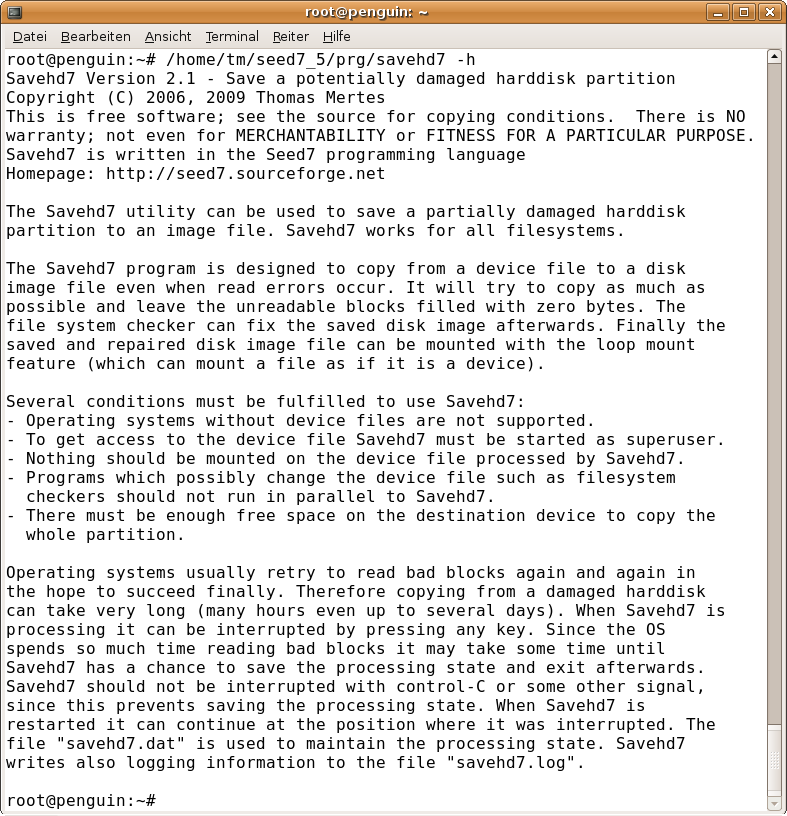 root@penguin: ~
Datei Bearbeiten Ansicht Terminal Reiter Hilfe
root@penguin:~# /home/tm/seed7_5/prg/savehd7 -h
Savehd7 Version 2.1 - Save a potentially damaged harddisk partition
Copyright (C) 2006, 2009 Thomas Mertes
This is free software; see the source for copying conditions.  There is NO
warranty; not even for MERCHANTABILITY or FITNESS FOR A PARTICULAR PURPOSE.
Savehd7 is written in the Seed7 programming language
Homepage: http://seed7.sourceforge.net

The Savehd7 utility can be used to save a partially damaged harddisk
partition to an image file. Savehd7 works for all filesystems.

The Savehd7 program is designed to copy from a device file to a disk
image file even when read errors occur. It will try to copy as much as
possible and leave the unreadable blocks filled with zero bytes. The
file system checker can fix the saved disk image afterwards. Finally the
saved and repaired disk image file can be mounted with the loop mount
feature (which can mount a file as if it is a device).

Several conditions must be fulfilled to use Savehd7:
- Operating systems without device files are not supported.
- To get access to the device file Savehd7 must be started as superuser.
- Nothing should be mounted on the device file processed by Savehd7.
- Programs which possibly change the device file such as filesystem
  checkers should not run in parallel to Savehd7.
- There must be enough free space on the destination device to copy the
  whole partition.

Operating systems usually retry to read bad blocks again and again in
the hope to succeed finally. Therefore copying from a damaged harddisk
can take very long (many hours even up to several days). When Savehd7 is
processing it can be interrupted by pressing any key. Since the OS
spends so much time reading bad blocks it may take some time until
Savehd7 has a chance to save the processing state and exit afterwards.
Savehd7 should not be interrupted with control-C or some other signal,
since this prevents saving the processing state. When Savehd7 is
restarted it can continue at the position where it was interrupted. The
file "savehd7.dat" is used to maintain the processing state. Savehd7
writes also logging information to the file "savehd7.log".

root@penguin:~#